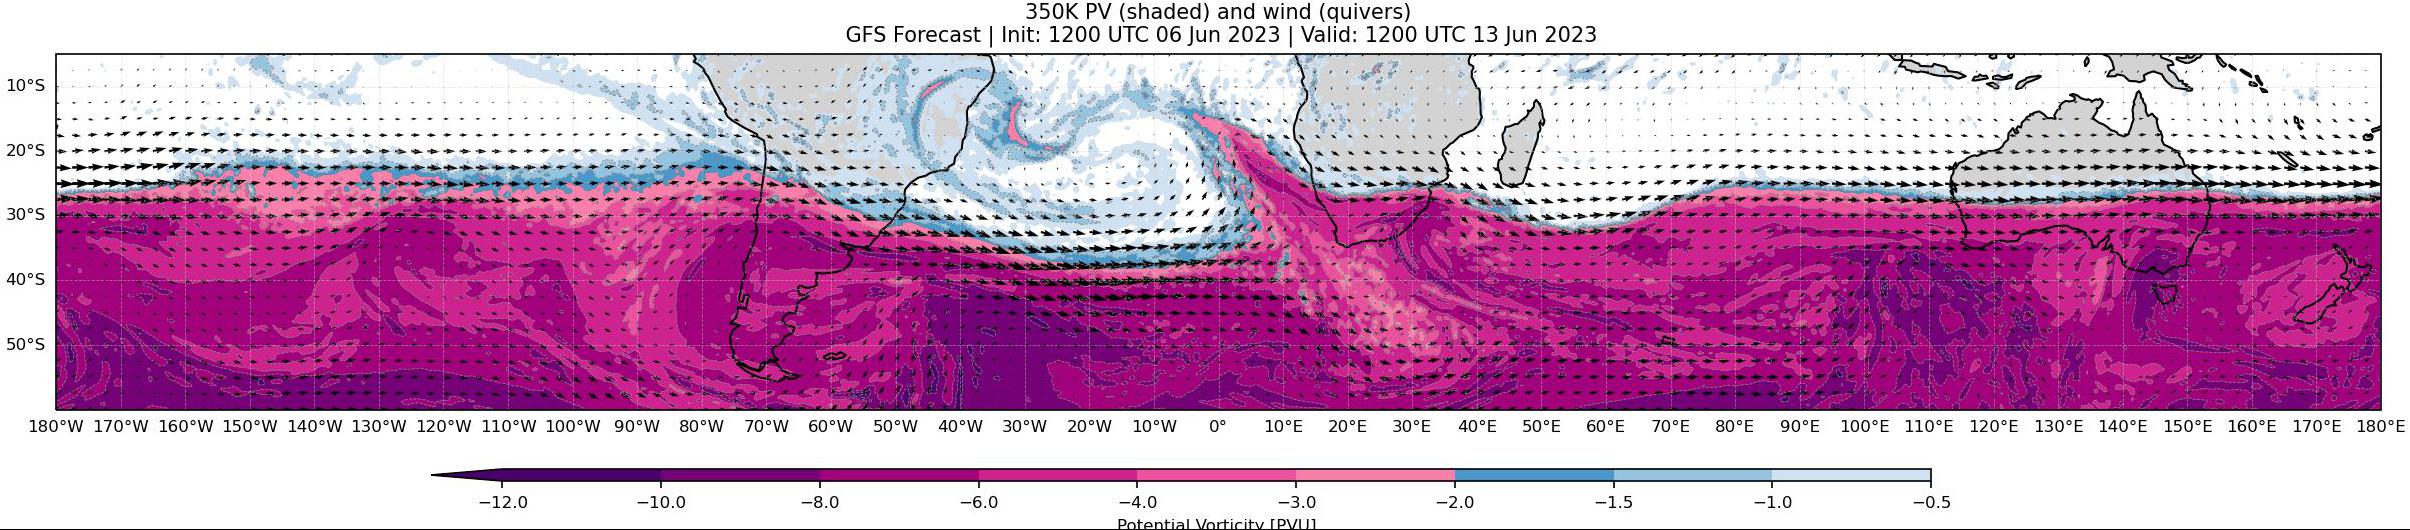 350K PV (shaded) and wind (quivers)
GFS Forecast | Init: 1200 UTC 06 Jun 2023 | Valid: 1200 UTC 13 Jun 2023
10°S
20°S
30°S
40°S
50°S
180°W 170°W 160°W 150°W 140°W 130°W 120°W 110°W 100°W 90°W 80°W 70°W 60°W 50°W 40°W 30°W 20°W 10°W 0° 10°E 20°E 30°E 40°E 50°E 60°E 70°E 80°E 90°E 100°E 110°E 120°E 130°E 140°E 150°E 160°E 170°E 180°E
−12.0 −10.0 −8.0 −6.0 −4.0 −3.0 −2.0 −1.5 −1.0 −0.5
Potential Vorticity [PVU]